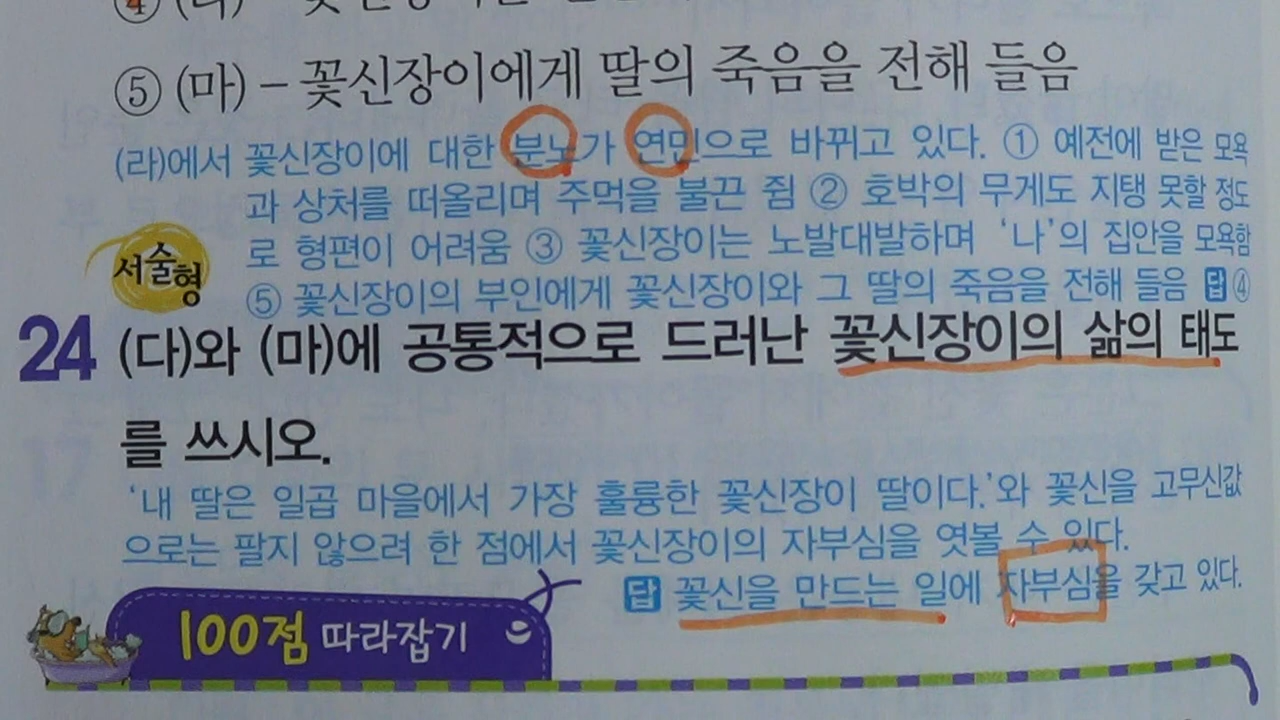 ④ (라)
⑤ (마) – 꽃신장이에게 딸의 죽음을 전해 들음
(라)에서 꽃신장이에 대한 분노가 연민으로 바뀌고 있다. ① 예전에 받은 모욕
과 상처를 떠올리며 주먹을 불끈 쥠 ② 호박의 무게도 지탱 못할 정도
로 형편이 어려움 ③ 꽃신장이는 노발대발하며 ‘나’의 집안을 모욕함
⑤ 꽃신장이의 부인에게 꽃신장이와 그 딸의 죽음을 전해 들음 답 ④
서술형
24 (다)와 (마)에 공통적으로 드러난 꽃신장이의 삶의 태도
를 쓰시오.
‘내 딸은 일곱 마을에서 가장 훌륭한 꽃신장이 딸이다.’와 꽃신을 고무신값
으로는 팔지 않으려 한 점에서 꽃신장이의 자부심을 엿볼 수 있다.
답 꽃신을 만드는 일에 자부심을 갖고 있다.
100점 따라잡기